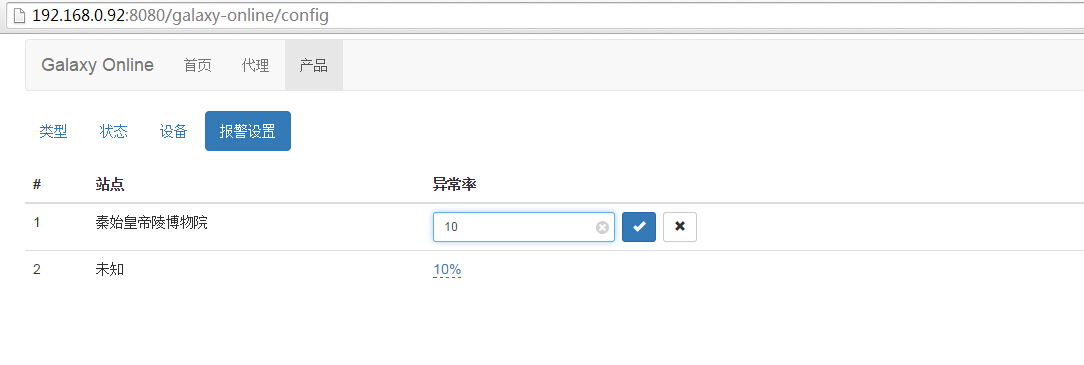 192.168.0.92:8080/galaxy-online/config
Galaxy Online 首页 代理 产品
类型 状态 设备 报警设置
# 站点 异常率
1 秦始皇帝陵博物院 10
2 未知 10%